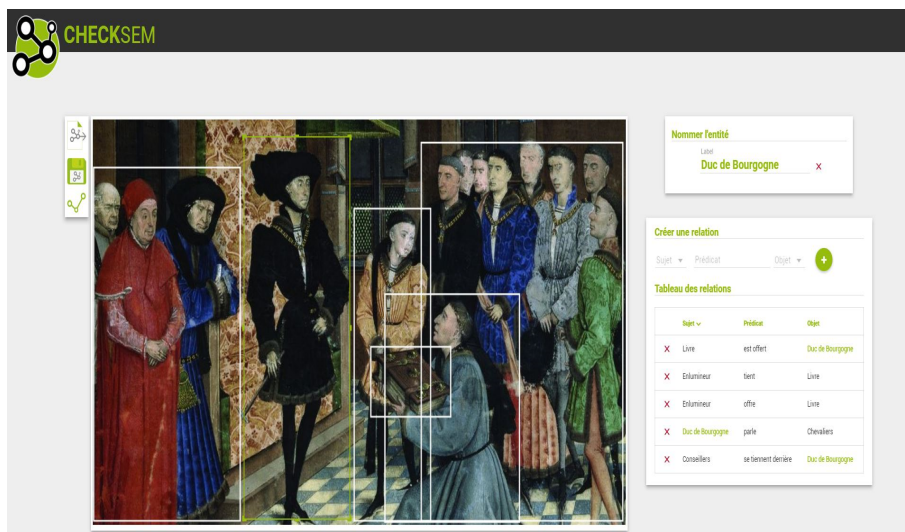 CHECKSEM
Nommer l'entité
Label
Duc de Bourgogne x
Créer une relation
Sujet Prédicat Objet +
Tableau des relations
Sujet Prédicat Objet
x Livre est offert Duc de Bourgogne
x Enlumineur tient Livre
x Enlumineur offre Livre
x Duc de Bourgogne parle Chevaliers
x Conseillers se tiennent derrière Duc de Bourgogne